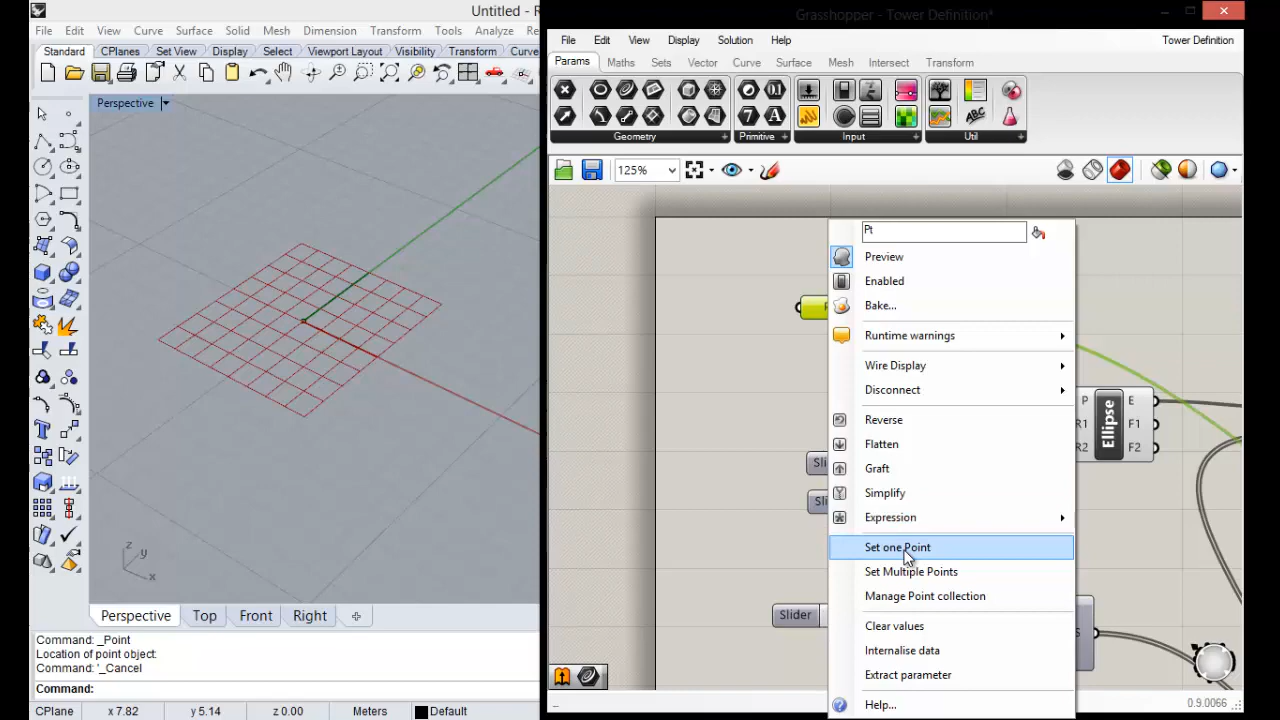 Untitled - R
File Edit View Curve Surface Solid Mesh Dimension Transform Tools Analyze Re
Standard CPlanes Set View Display Select Viewport Layout Visibility Transform Curve
Perspective
z
y
x
Perspective Top Front Right
Command: _Point
Location of point object:
Command: '_Cancel
Command:
CPlane x 7.82 y 5.14 z 0.00 Meters Default
Grasshopper - Tower Definition*
File Edit View Display Solution Help Tower Definition
Params Maths Sets Vector Curve Surface Mesh Intersect Transform
0.1
7 A ABC
Geometry Primitive Input Util
125%
Pt
Preview
Enabled
Bake...
Runtime warnings
Wire Display
Disconnect
Reverse
Flatten
Graft
Simplify
Expression
Set one Point
Set Multiple Points
Manage Point collection
Clear values
Internalise data
Extract parameter
Help...
P E
R1 F1
R2 F2
Ellipse
Sli
Sli
Slider
S
0.9.0066